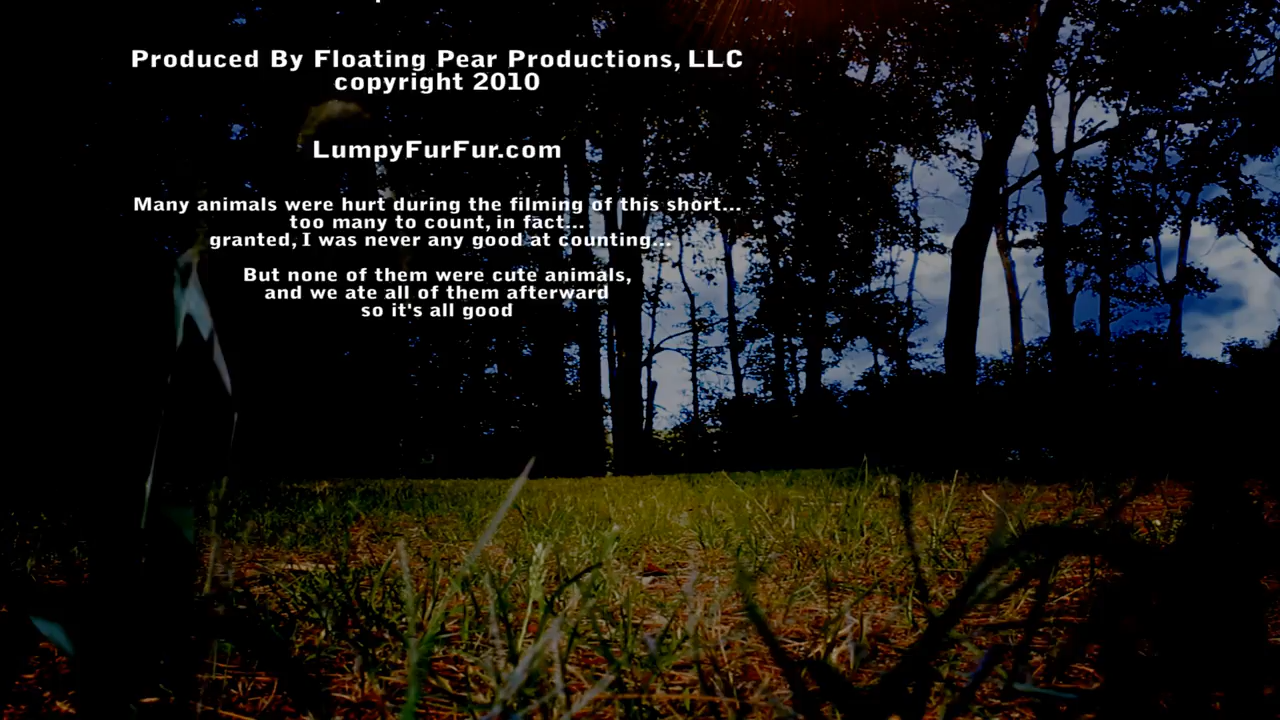 Produced By Floating Pear Productions, LLC
copyright 2010
LumpyFurFur.com
Many animals were hurt during the filming of this short...
too many to count, in fact...
granted, I was never any good at counting...
But none of them were cute animals,
and we ate all of them afterward
so it's all good